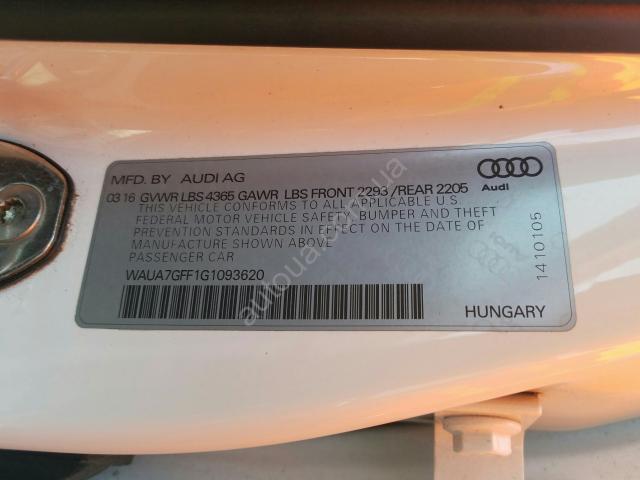 MFD. BY AUDI AG
03 16 GVWR LBS 4365 GAWR LBS FRONT 2293 /REAR 2205
THIS VEHICLE CONFORMS TO ALL APPLICABLE U.S.
FEDERAL MOTOR VEHICLE SAFETY, BUMPER AND THEFT
PREVENTION STANDARDS IN EFFECT ON THE DATE OF
MANUFACTURE SHOWN ABOVE.
PASSENGER CAR
WAUA7GFF1G1093620
Audi
1410105
HUNGARY
autoua.com.ua